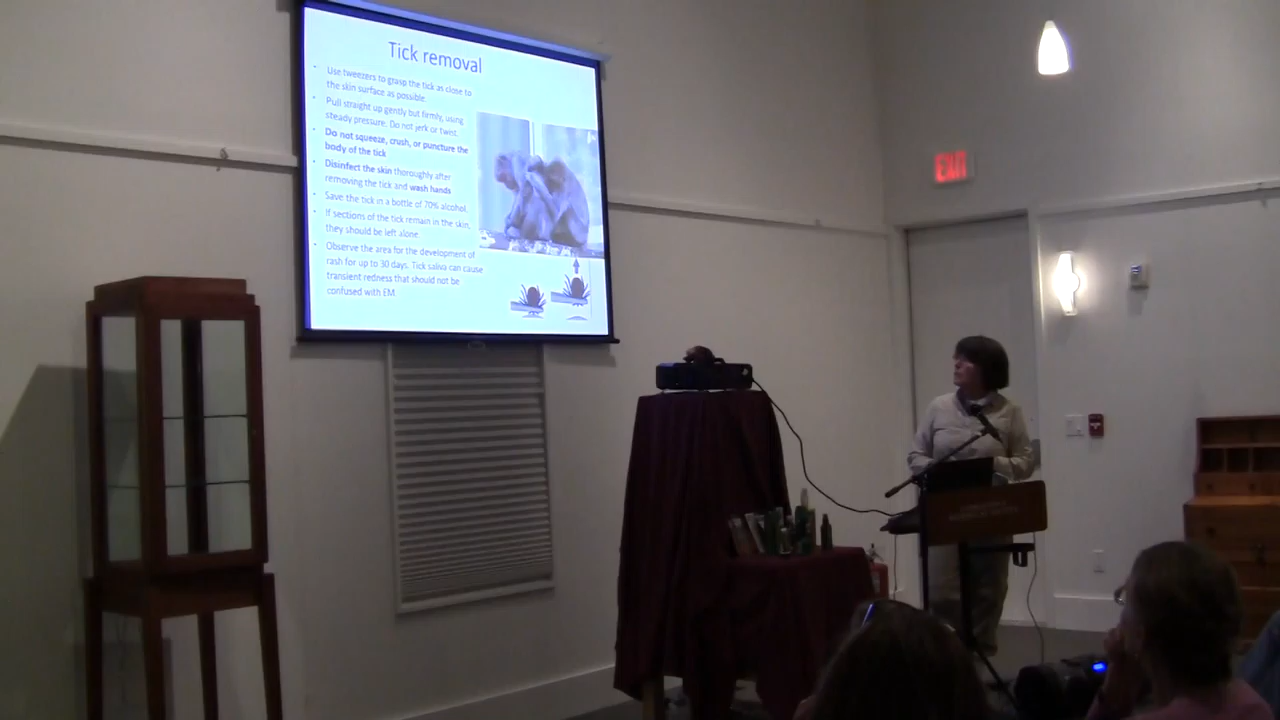 Tick removal
Use tweezers to grasp the tick as close to
the skin surface as possible.
Pull straight up gently but firmly, using
steady pressure. Do not jerk or twist.
Do not squeeze, crush, or puncture the
body of the tick
Disinfect the skin thoroughly after
removing the tick and wash hands
Save the tick in a bottle of 70% alcohol.
If sections of the tick remain in the skin,
they should be left alone.
Observe the area for the development of
rash for up to 30 days. Tick saliva can cause
transient redness that should not be
confused with EM.
EXIT